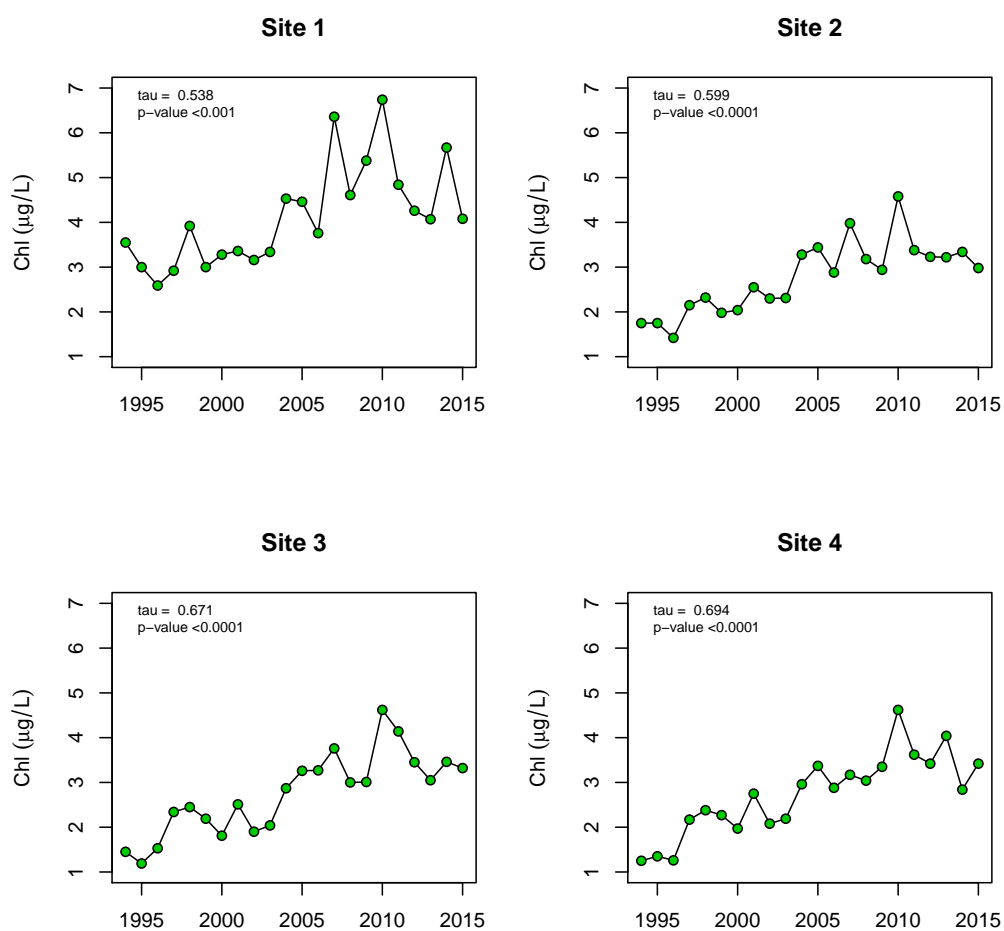 Site 1
tau = 0.538
p-value <0.001
Chl (µg/L)
7
6
5
4
3
2
1
1995 2000 2005 2010 2015
Site 2
tau = 0.599
p-value <0.0001
Chl (µg/L)
7
6
5
4
3
2
1
1995 2000 2005 2010 2015
Site 3
tau = 0.671
p-value <0.0001
Chl (µg/L)
7
6
5
4
3
2
1
1995 2000 2005 2010 2015
Site 4
tau = 0.694
p-value <0.0001
Chl (µg/L)
7
6
5
4
3
2
1
1995 2000 2005 2010 2015